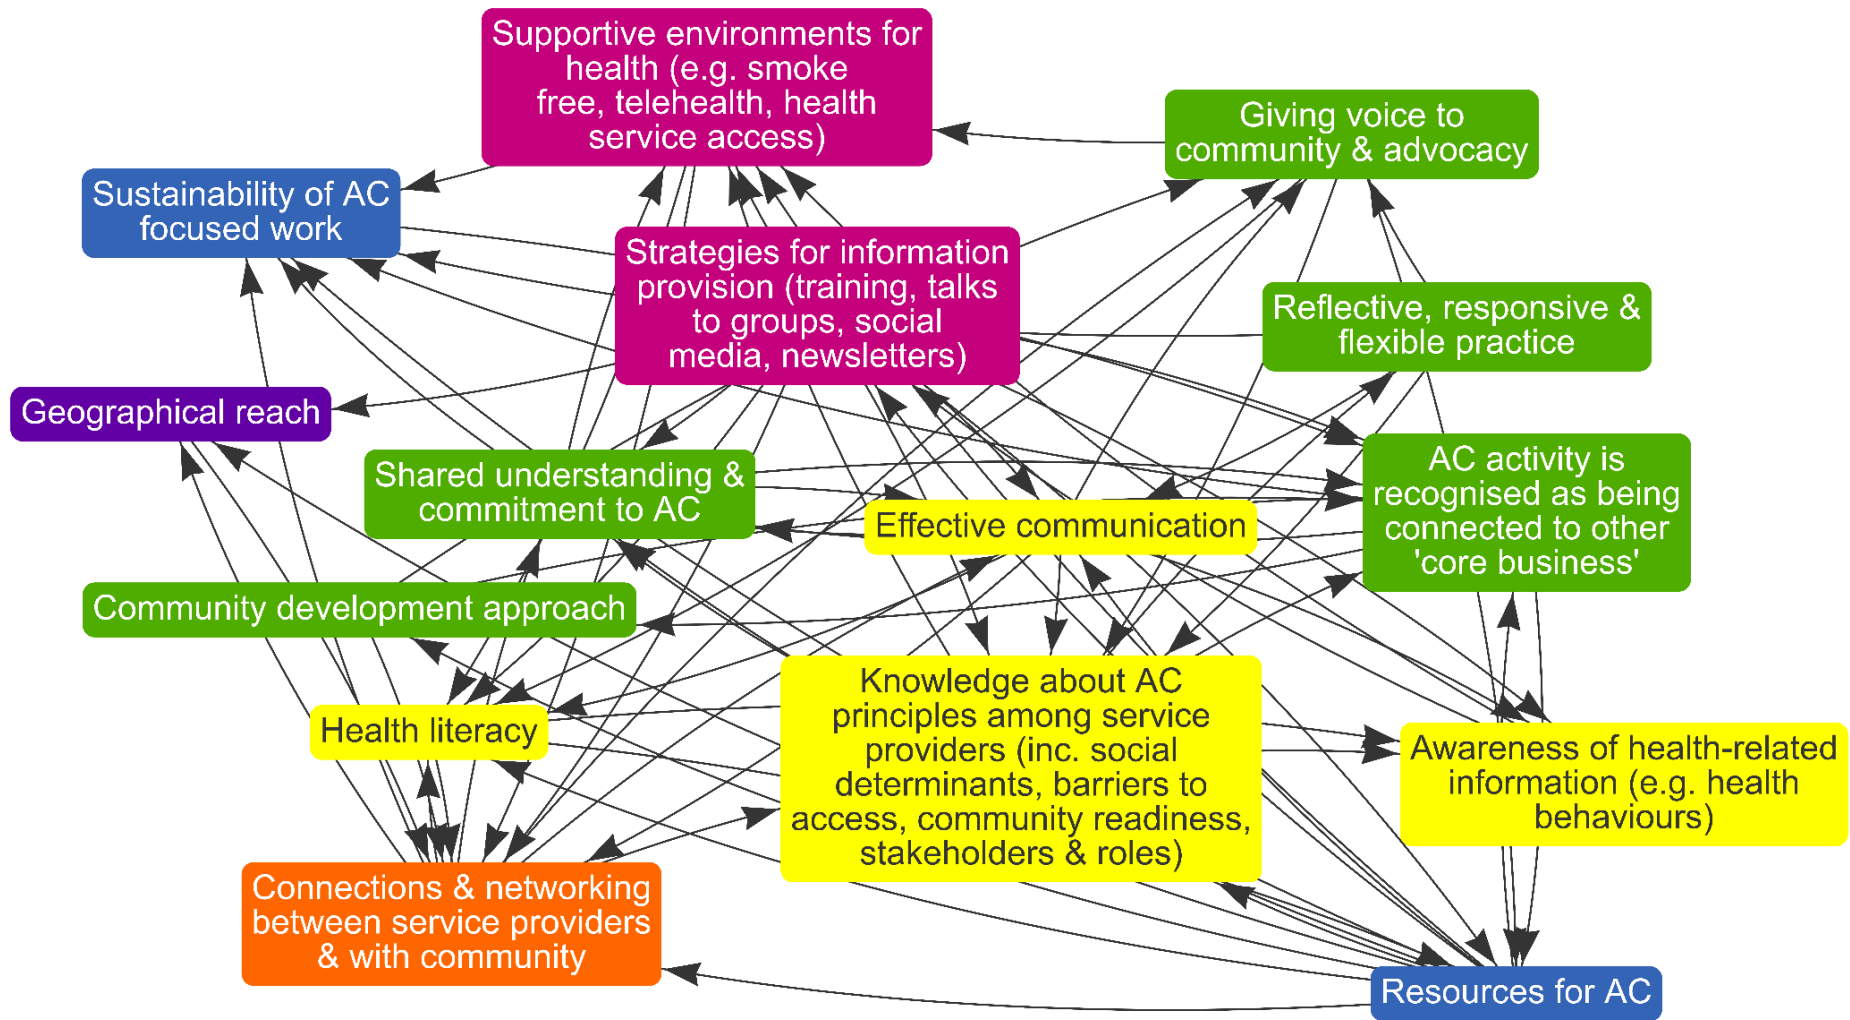 Supportive environments for
health (e.g. smoke
free, telehealth, health
service access)
Giving voice to
community & advocacy
Sustainability of AC
focused work
Strategies for information
provision (training, talks
to groups, social
media, newsletters)
Reflective, responsive &
flexible practice
Geographical reach
Shared understanding &
commitment to AC
AC activity is
recognised as being
connected to other
'core business'
Effective communication
Community development approach
Knowledge about AC
principles among service
providers (inc. social
determinants, barriers to
access, community readiness,
stakeholders & roles)
Health literacy
Awareness of health-related
information (e.g. health
behaviours)
Connections & networking
between service providers
& with community
Resources for AC